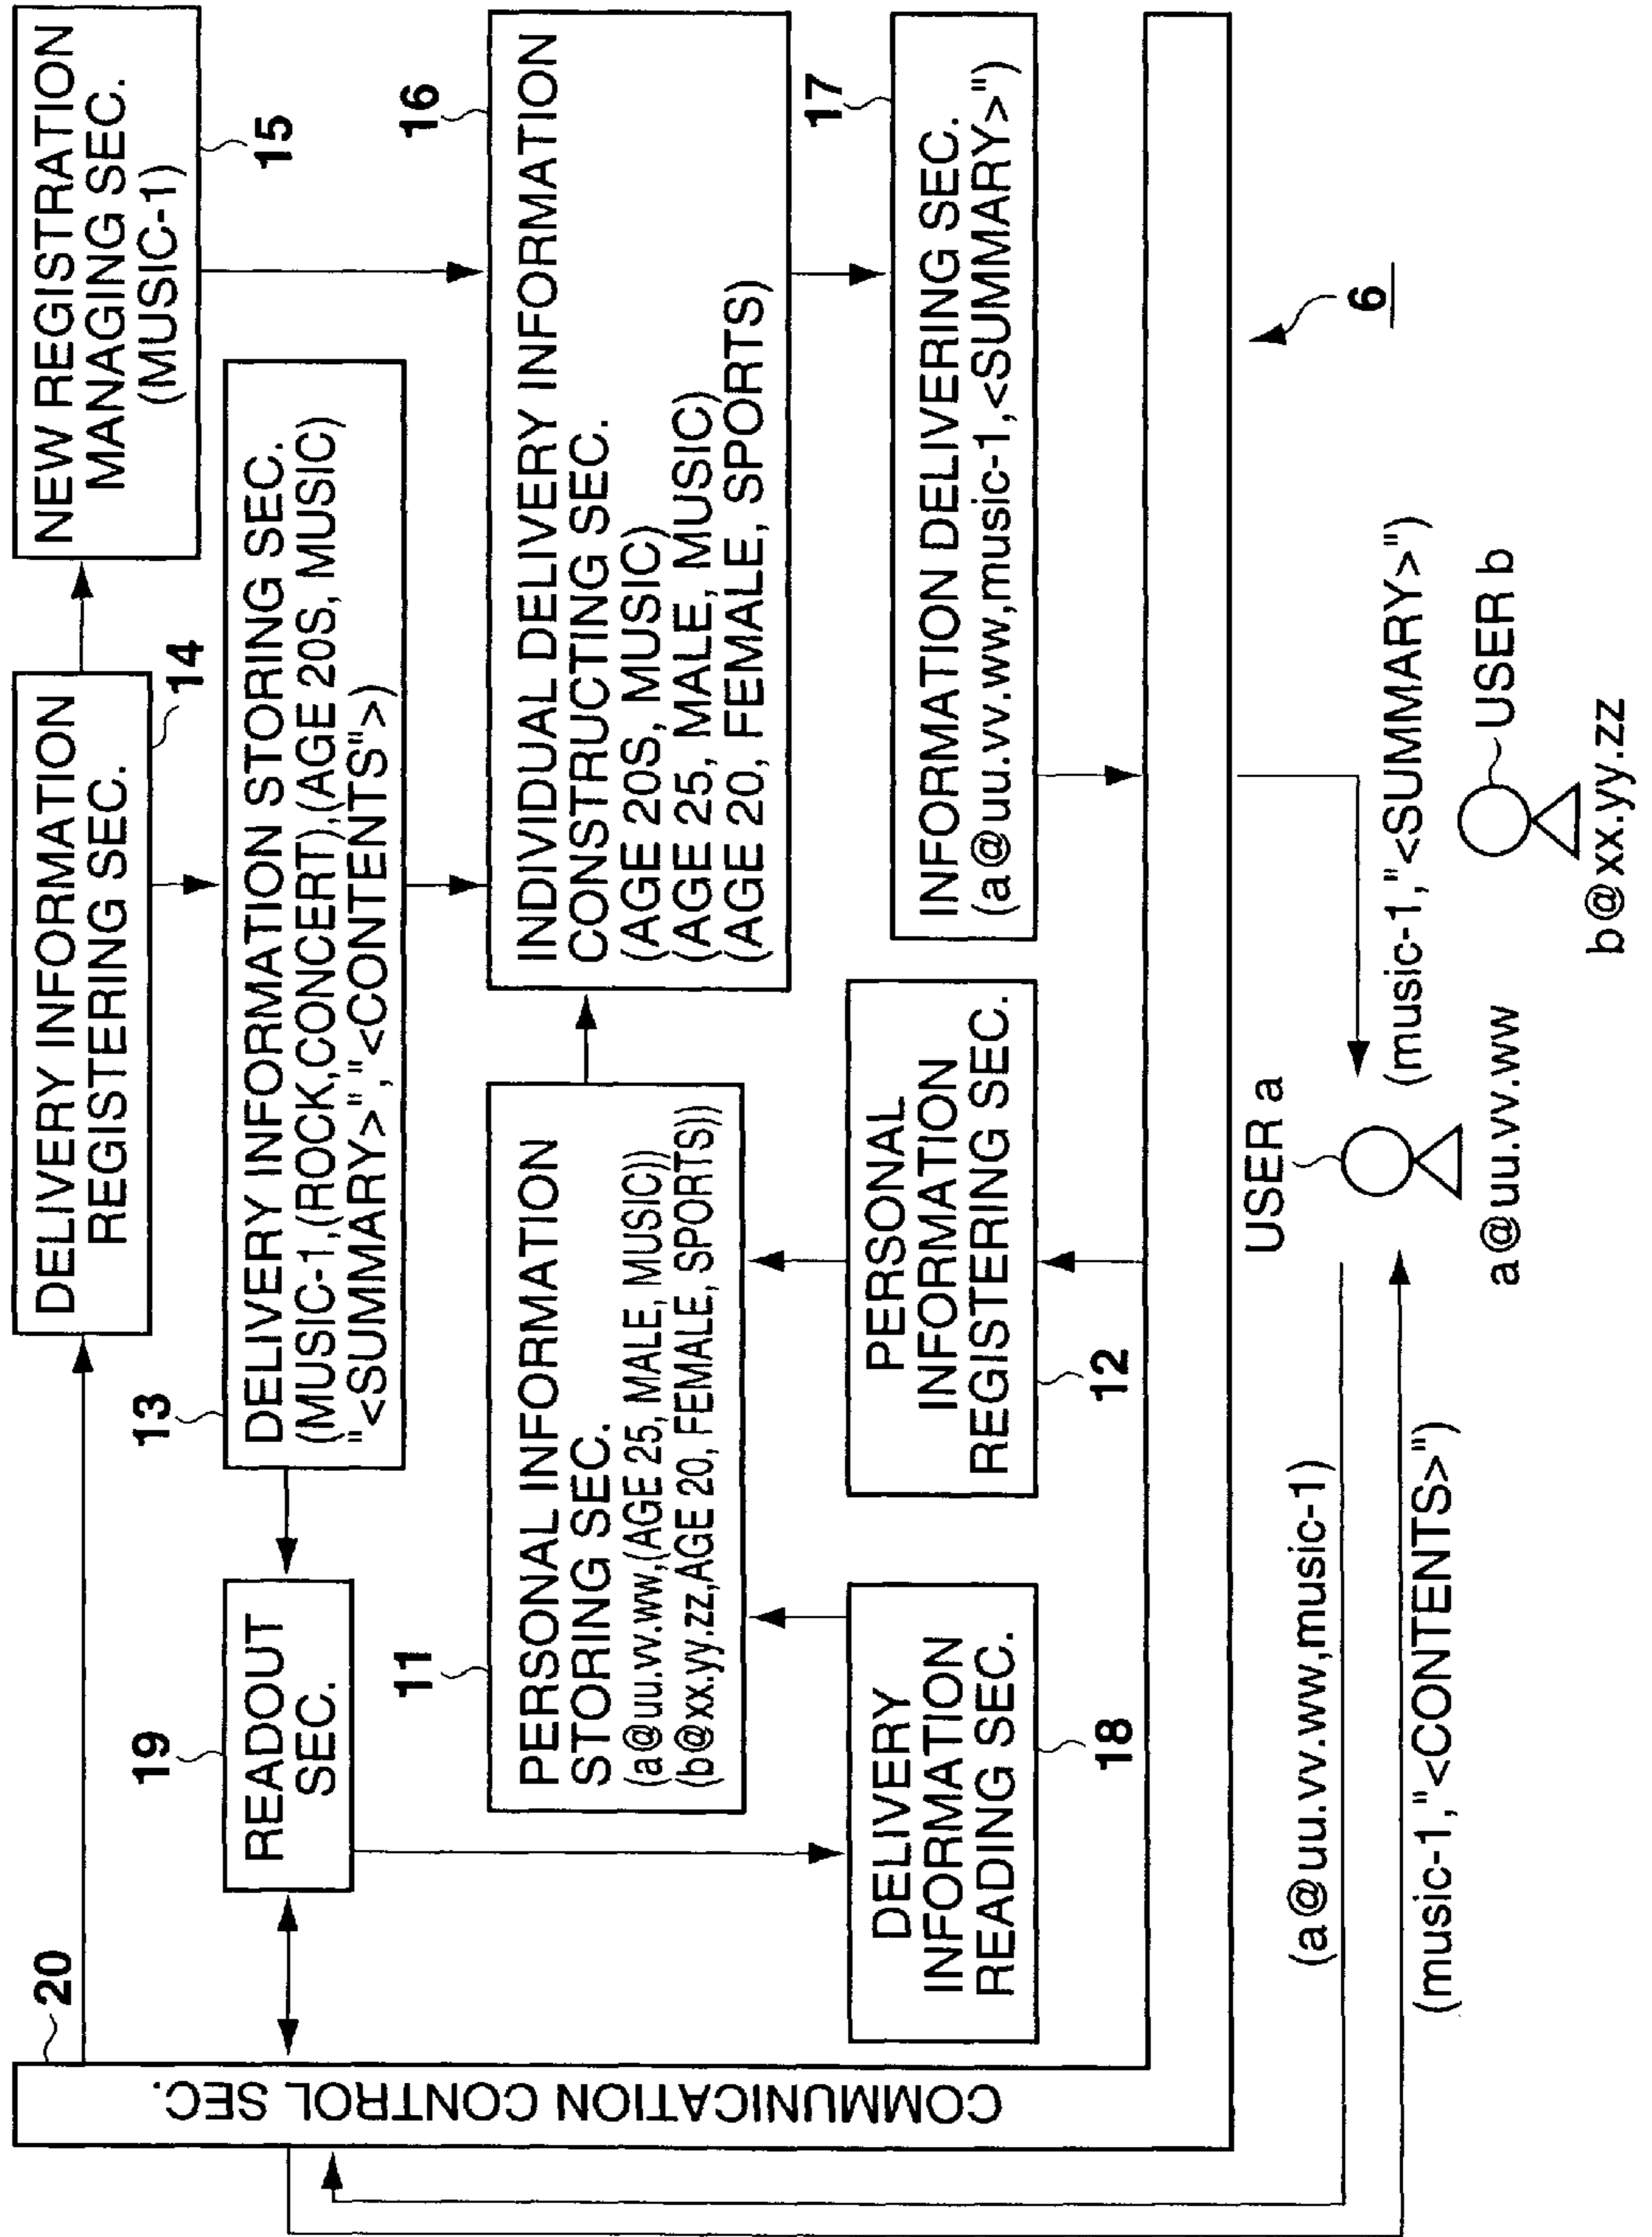 20
COMMUNICATION CONTROL SEC.
DELIVERY INFORMATION
REGISTERING SEC.
14
NEW REGISTRATION
MANAGING SEC.
(MUSIC-1)
15
19
READOUT
SEC.
13
DELIVERY INFORMATION STORING SEC.
(MUSIC-1,(ROCK,CONCERT),(AGE 20S, MUSIC)
"<SUMMARY>","<CONTENTS">)
11
PERSONAL INFORMATION
STORING SEC.
(a@uu.vv.ww,(AGE 25, MALE, MUSIC))
(b@xx.yy.zz,AGE 20, FEMALE, SPORTS))
16
INDIVIDUAL DELIVERY INFORMATION
CONSTRUCTING SEC.
(AGE 20S, MUSIC)
(AGE 25, MALE, MUSIC)
(AGE 20, FEMALE, SPORTS)
DELIVERY
INFORMATION
READING SEC.
18
PERSONAL
INFORMATION
REGISTERING SEC.
12
17
INFORMATION DELIVERING SEC.
(a@uu.vv.ww,music-1,<SUMMARY>")
6
(a@uu.vv.ww,music-1)
(music-1,"<CONTENTS>")
USER a
a@uu.vv.ww
(music-1,"<SUMMARY>")
USER b
b@xx.yy.zz